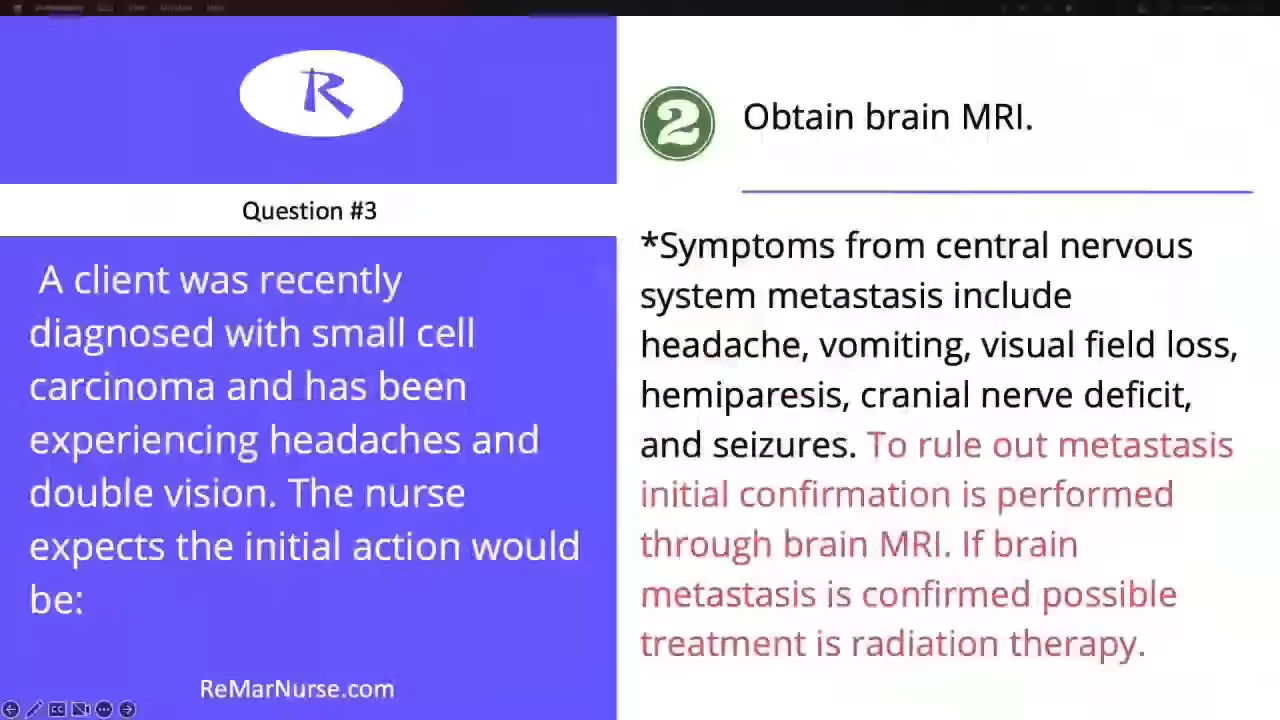 R
Question #3
A client was recently
diagnosed with small cell
carcinoma and has been
experiencing headaches and
double vision. The nurse
expects the initial action would
be:
ReMarNurse.com
2
Obtain brain MRI.
*Symptoms from central nervous
system metastasis include
headache, vomiting, visual field loss,
hemiparesis, cranial nerve deficit,
and seizures. To rule out metastasis
initial confirmation is performed
through brain MRI. If brain
metastasis is confirmed possible
treatment is radiation therapy.